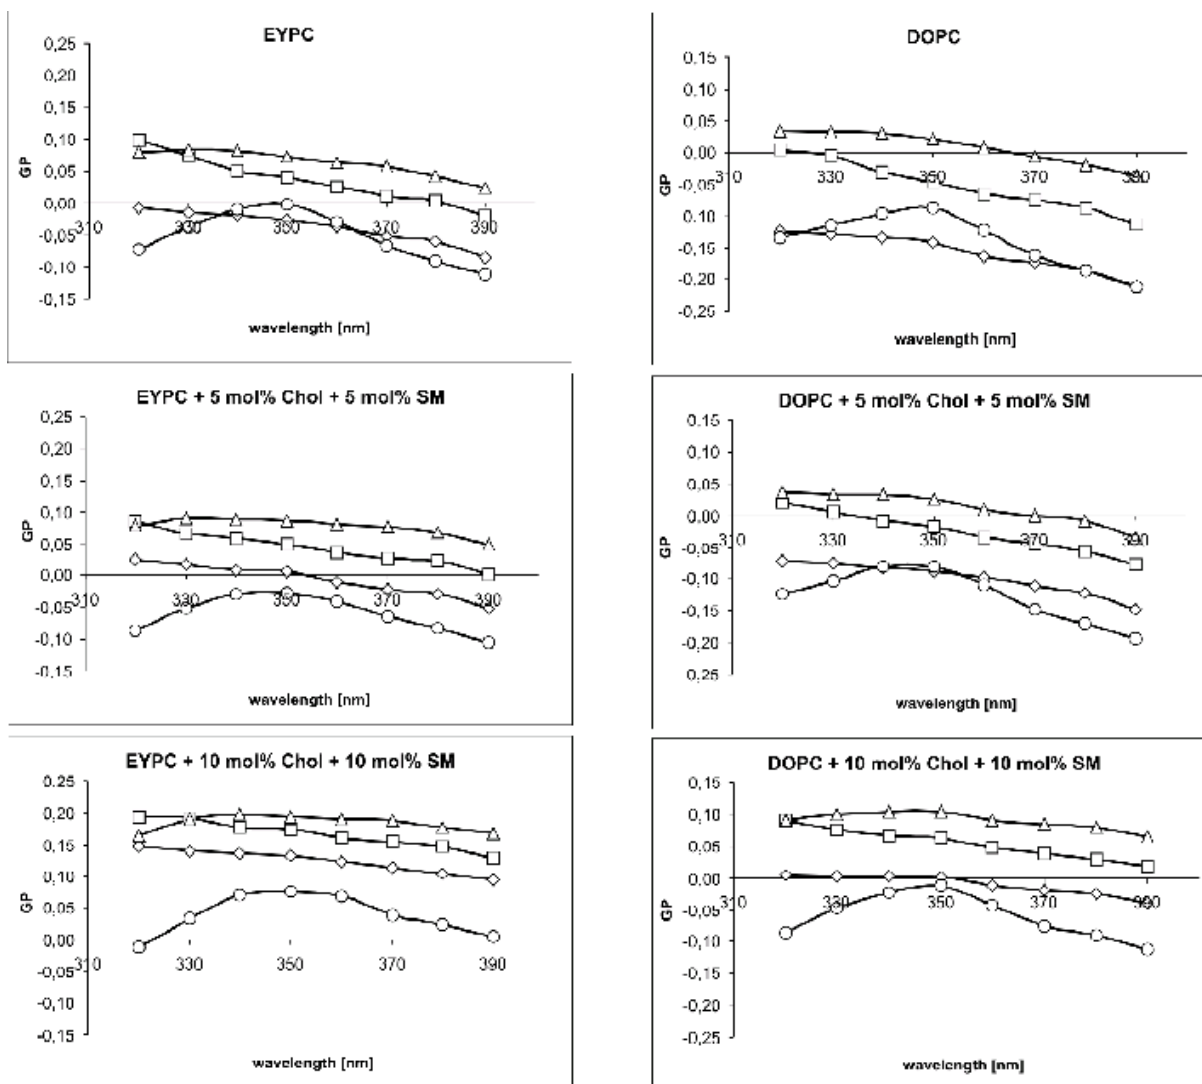 EYPC
0,25
0,20
0,15
0,10
0,05
0,00
-0,05
-0,10
-0,15
GP
310 330 350 370 390
wavelength [nm]
DOPC
0,15
0,10
0,05
0,00
-0,05
-0,10
-0,15
-0,20
-0,25
GP
310 330 350 370 390
wavelength [nm]
EYPC + 5 mol% Chol + 5 mol% SM
0,25
0,20
0,15
0,10
0,05
0,00
-0,05
-0,10
-0,15
GP
310 330 350 370 390
wavelength [nm]
DOPC + 5 mol% Chol + 5 mol% SM
0,15
0,10
0,05
0,00
-0,05
-0,10
-0,15
-0,20
-0,25
GP
310 330 350 370 390
wavelength [nm]
EYPC + 10 mol% Chol + 10 mol% SM
0,25
0,20
0,15
0,10
0,05
0,00
-0,05
-0,10
-0,15
GP
310 330 350 370 390
wavelength [nm]
DOPC + 10 mol% Chol + 10 mol% SM
0,15
0,10
0,05
0,00
-0,05
-0,10
-0,15
-0,20
-0,25
GP
310 330 350 370 390
wavelength [nm]